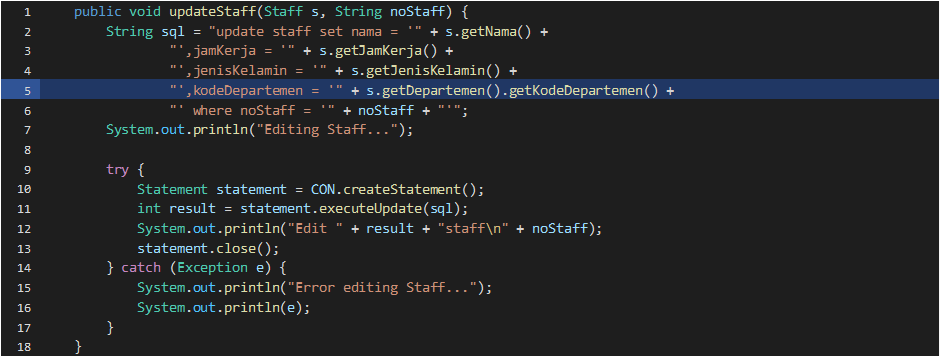 1 public void updateStaff(Staff s, String noStaff) {
2 String sql = "update staff set nama = '" + s.getNama() +
3 "',jamKerja = '" + s.getJamKerja() +
4 "',jenisKelamin = '" + s.getJenisKelamin() +
5 "',kodeDepartemen = '" + s.getDepartemen().getKodeDepartemen() +
6 "' where noStaff = '" + noStaff + "'";
7 System.out.println("Editing Staff...");
8
9 try {
10 Statement statement = CON.createStatement();
11 int result = statement.executeUpdate(sql);
12 System.out.println("Edit " + result + "staff\n" + noStaff);
13 statement.close();
14 } catch (Exception e) {
15 System.out.println("Error editing Staff...");
16 System.out.println(e);
17 }
18 }